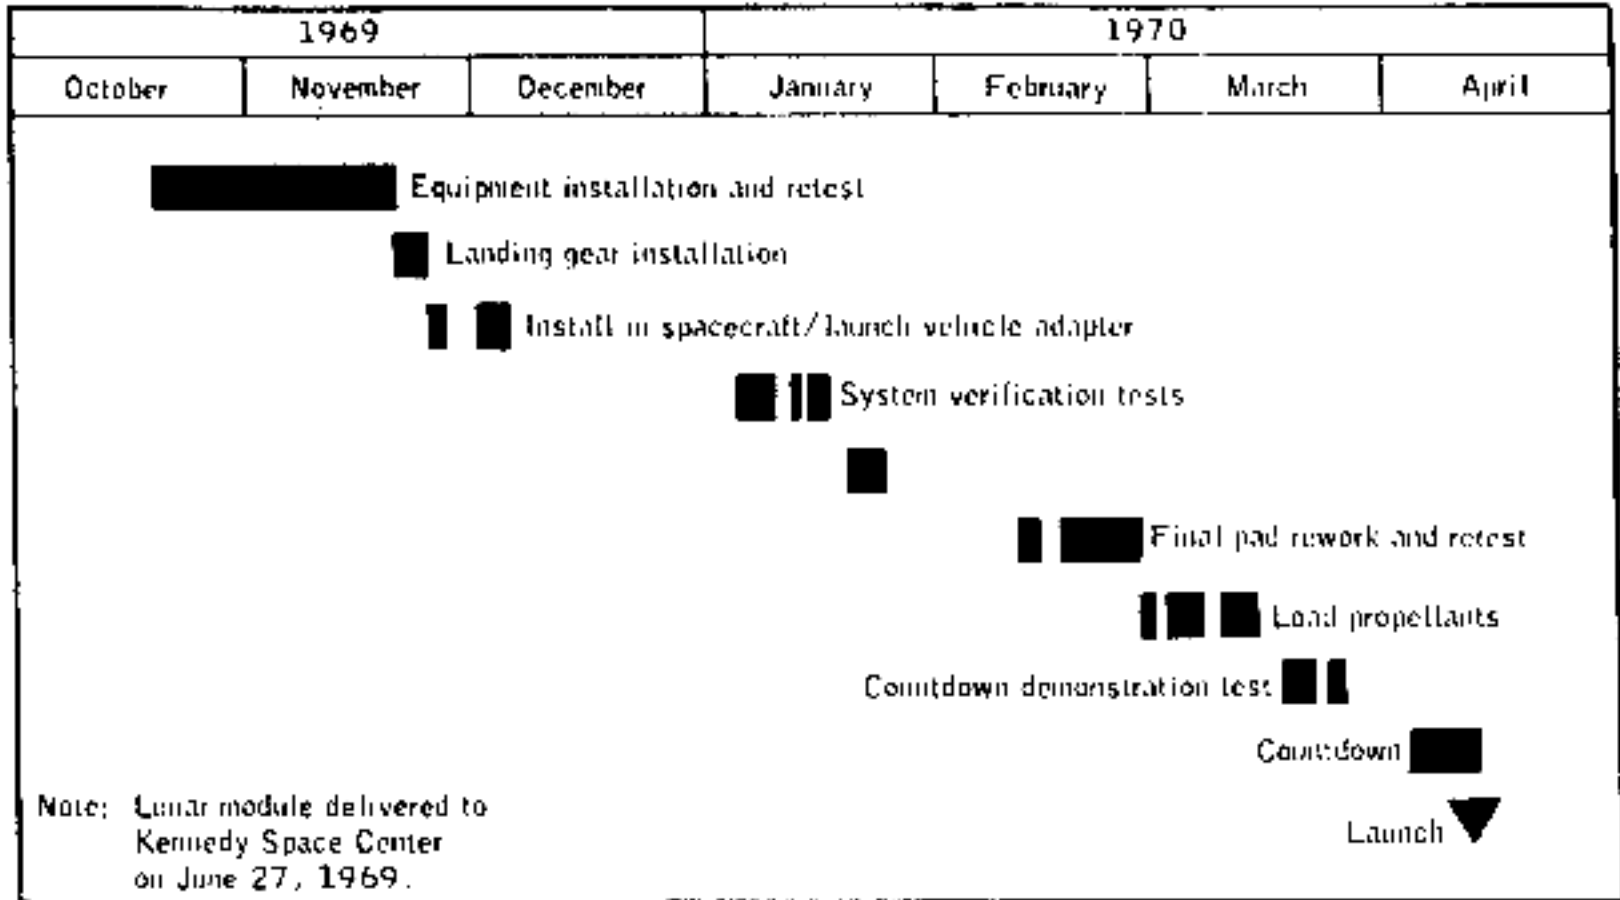 1969 1970
October November December January February March April
Equipment installation and retest
Landing gear installation
Install in spacecraft/launch vehicle adapter
System verification tests
Final pad rework and retest
Load propellants
Countdown demonstration test
Countdown
Launch
Note: Lunar module delivered to
Kennedy Space Center
on June 27, 1969.